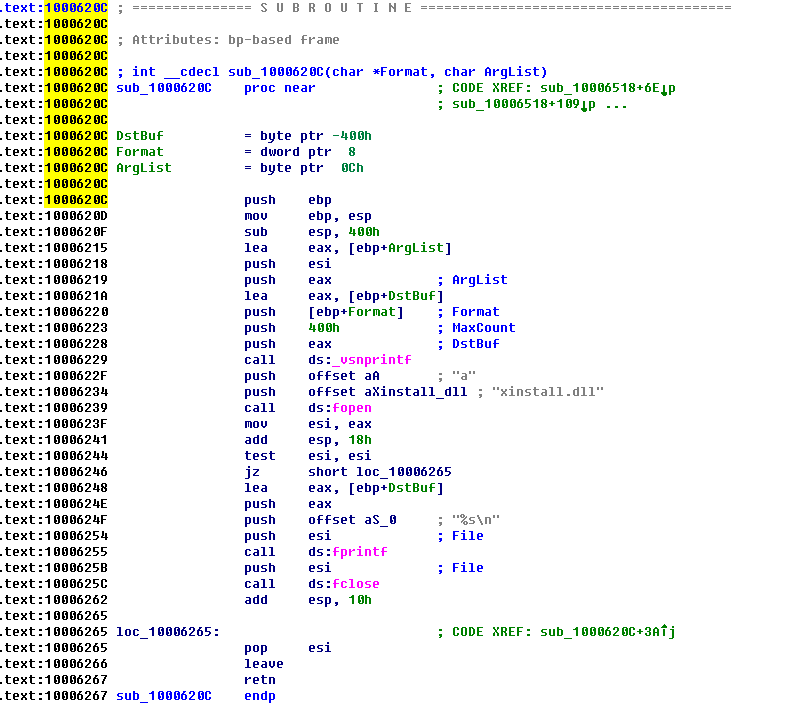 .text:1000620C ; =============== S U B R O U T I N E =======================================
.text:1000620C
.text:1000620C ; Attributes: bp-based frame
.text:1000620C
.text:1000620C ; int __cdecl sub_1000620C(char *Format, char ArgList)
.text:1000620C sub_1000620C proc near ; CODE XREF: sub_10006518+6E↓p
.text:1000620C ; sub_10006518+109↓p ...
.text:1000620C
.text:1000620C DstBuf = byte ptr -400h
.text:1000620C Format = dword ptr 8
.text:1000620C ArgList = byte ptr 0Ch
.text:1000620C
.text:1000620C push ebp
.text:1000620D mov ebp, esp
.text:1000620F sub esp, 400h
.text:10006215 lea eax, [ebp+ArgList]
.text:10006218 push esi
.text:10006219 push eax ; ArgList
.text:1000621A lea eax, [ebp+DstBuf]
.text:10006220 push [ebp+Format] ; Format
.text:10006223 push 400h ; MaxCount
.text:10006228 push eax ; DstBuf
.text:10006229 call ds:_vsnprintf
.text:1000622F push offset aA ; "a"
.text:10006234 push offset aXinstall_dll ; "xinstall.dll"
.text:10006239 call ds:fopen
.text:1000623F mov esi, eax
.text:10006241 add esp, 18h
.text:10006244 test esi, esi
.text:10006246 jz short loc_10006265
.text:10006248 lea eax, [ebp+DstBuf]
.text:1000624E push eax
.text:1000624F push offset aS_0 ; "%s\n"
.text:10006254 push esi ; File
.text:10006255 call ds:fprintf
.text:1000625B push esi ; File
.text:1000625C call ds:fclose
.text:10006262 add esp, 10h
.text:10006265
.text:10006265 loc_10006265: ; CODE XREF: sub_1000620C+3A↑j
.text:10006265 pop esi
.text:10006266 leave
.text:10006267 retn
.text:10006267 sub_1000620C endp